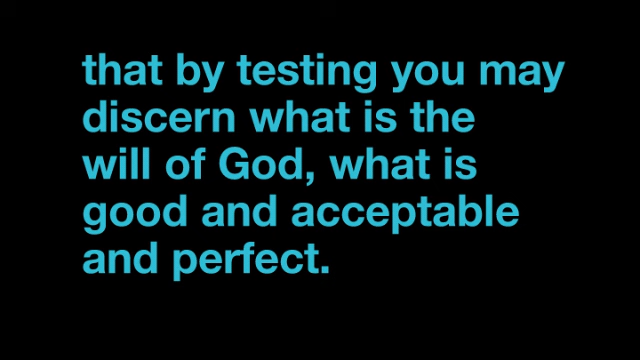 that by testing you may
discern what is the
will of God, what is
good and acceptable
and perfect.